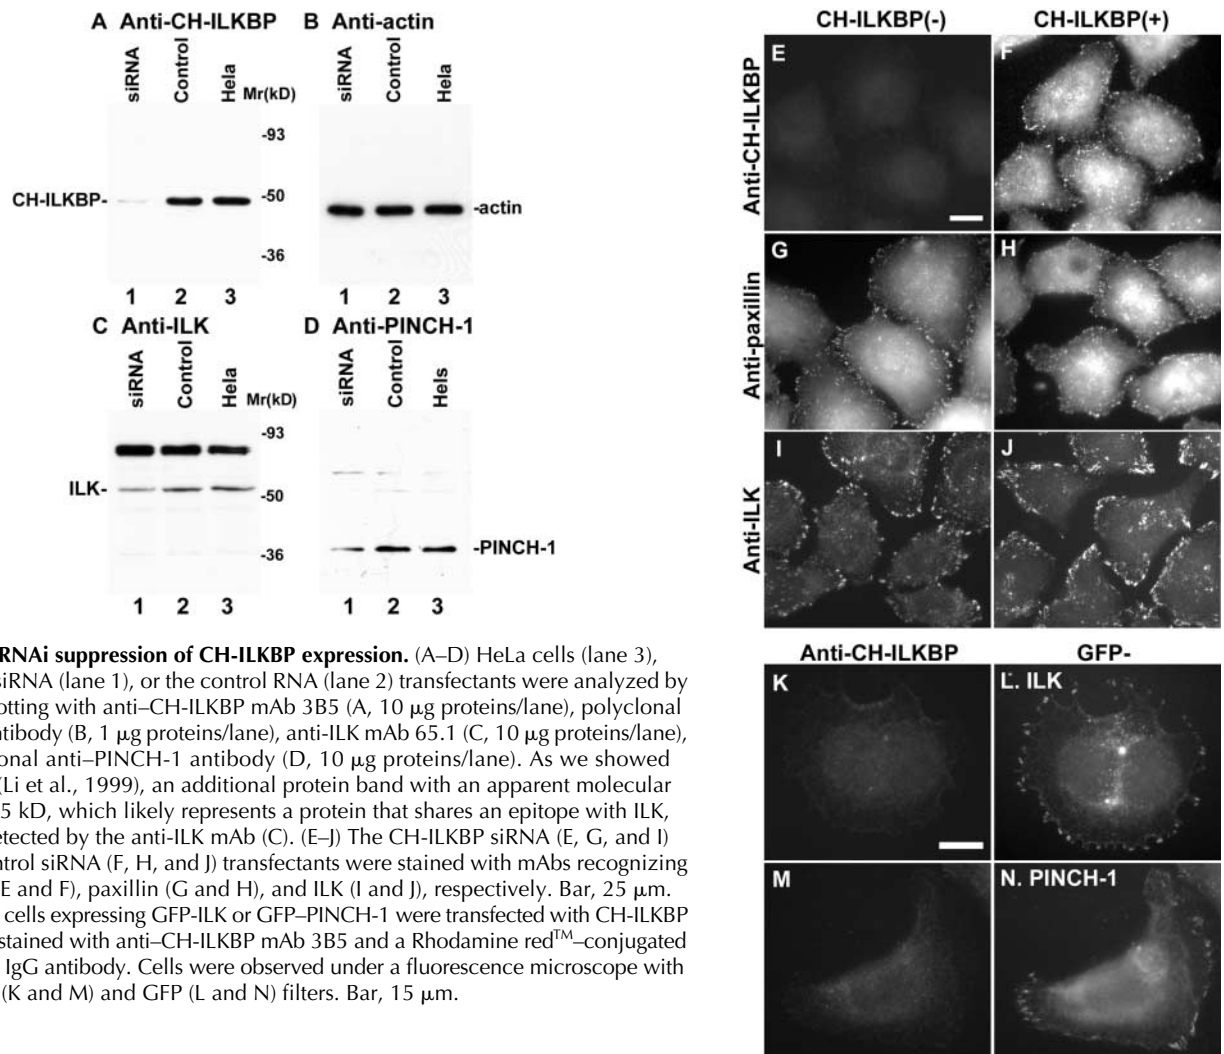 A Anti-CH-ILKBP
siRNA
Control
Hela
Mr(kD)
-93
CH-ILKBP-
-50
-36
1 2 3
B Anti-actin
siRNA
Control
Hela
-actin
1 2 3
C Anti-ILK
siRNA
Control
Hela
Mr(kD)
-93
ILK-
-50
-36
1 2 3
D Anti-PINCH-1
siRNA
Control
Hels
-PINCH-1
1 2 3
RNAi suppression of CH-ILKBP expression. (A–D) HeLa cells (lane 3),
siRNA (lane 1), or the control RNA (lane 2) transfectants were analyzed by
otting with anti–CH-ILKBP mAb 3B5 (A, 10 μg proteins/lane), polyclonal
ntibody (B, 1 μg proteins/lane), anti-ILK mAb 65.1 (C, 10 μg proteins/lane),
onal anti–PINCH-1 antibody (D, 10 μg proteins/lane). As we showed
(Li et al., 1999), an additional protein band with an apparent molecular
5 kD, which likely represents a protein that shares an epitope with ILK,
etected by the anti-ILK mAb (C). (E–J) The CH-ILKBP siRNA (E, G, and I)
ntrol siRNA (F, H, and J) transfectants were stained with mAbs recognizing
(E and F), paxillin (G and H), and ILK (I and J), respectively. Bar, 25 μm.
cells expressing GFP-ILK or GFP–PINCH-1 were transfected with CH-ILKBP
stained with anti–CH-ILKBP mAb 3B5 and a Rhodamine red™–conjugated
IgG antibody. Cells were observed under a fluorescence microscope with
(K and M) and GFP (L and N) filters. Bar, 15 μm.
CH-ILKBP(-) CH-ILKBP(+)
Anti-CH-ILKBP
E F
Anti-paxillin
G H
Anti-ILK
I J
Anti-CH-ILKBP GFP-
K L. ILK
M N. PINCH-1